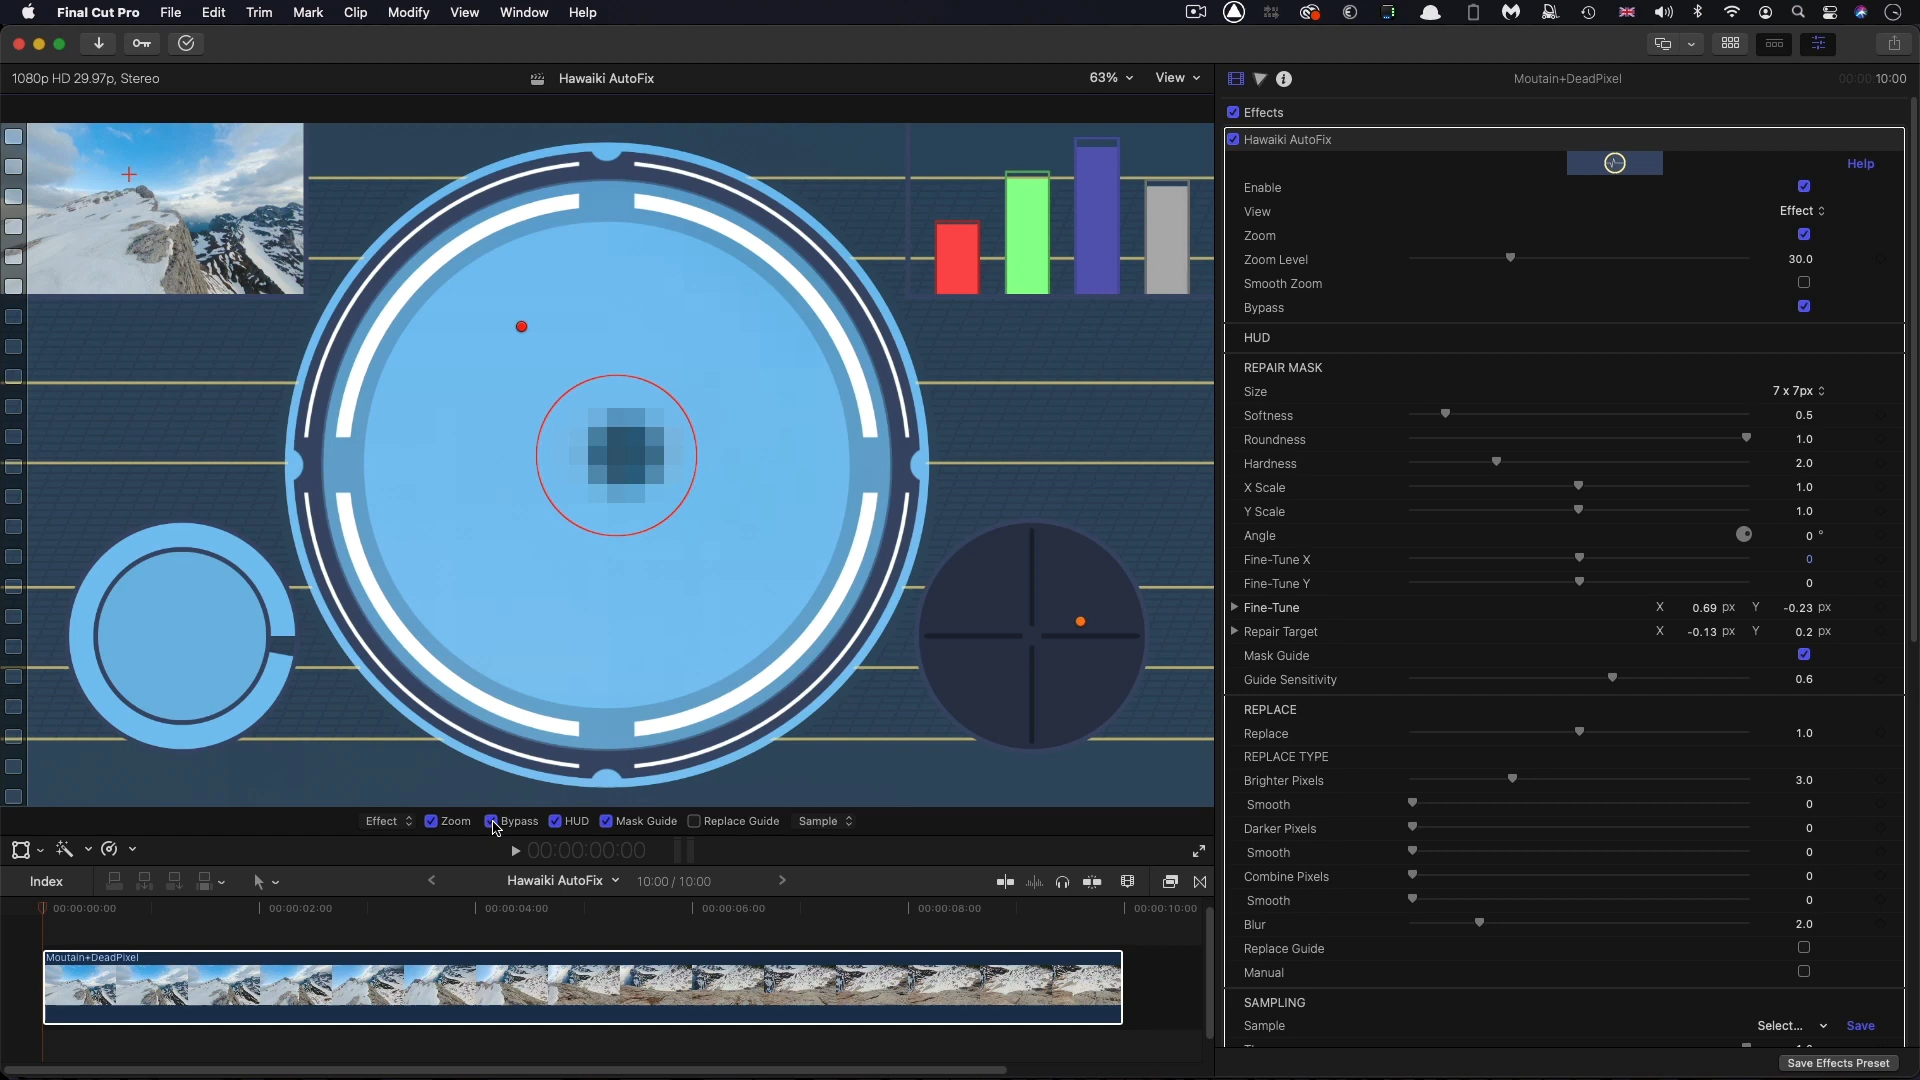 Final Cut Pro File Edit Trim Mark Clip Modify View Window Help
1080p HD 29.97p, Stereo
Hawaiki AutoFix
63%
View
Moutain+DeadPixel
00:00:10:00
Effects
Hawaiki AutoFix
Help
Enable
View
Effect
Zoom
Zoom Level
30.0
Smooth Zoom
Bypass
HUD
REPAIR MASK
Size
7 x 7px
Softness
0.5
Roundness
1.0
Hardness
2.0
X Scale
1.0
Y Scale
1.0
Angle
0 °
Fine-Tune X
0
Fine-Tune Y
0
Fine-Tune
X 0.69 px Y -0.23 px
Repair Target
X -0.13 px Y 0.2 px
Mask Guide
Guide Sensitivity
0.6
REPLACE
Replace
1.0
REPLACE TYPE
Brighter Pixels
3.0
Smooth
0
Darker Pixels
0
Smooth
0
Combine Pixels
0
Smooth
0
Blur
2.0
Replace Guide
Manual
SAMPLING
Sample
Select...
Save
Save Effects Preset
Effect
Zoom
Bypass
HUD
Mask Guide
Replace Guide
Sample
00:00:00:00
Index
Hawaiki AutoFix
10:00 / 10:00
00:00:00:00
00:00:02:00
00:00:04:00
00:00:06:00
00:00:08:00
00:00:10:00
Moutain+DeadPixel